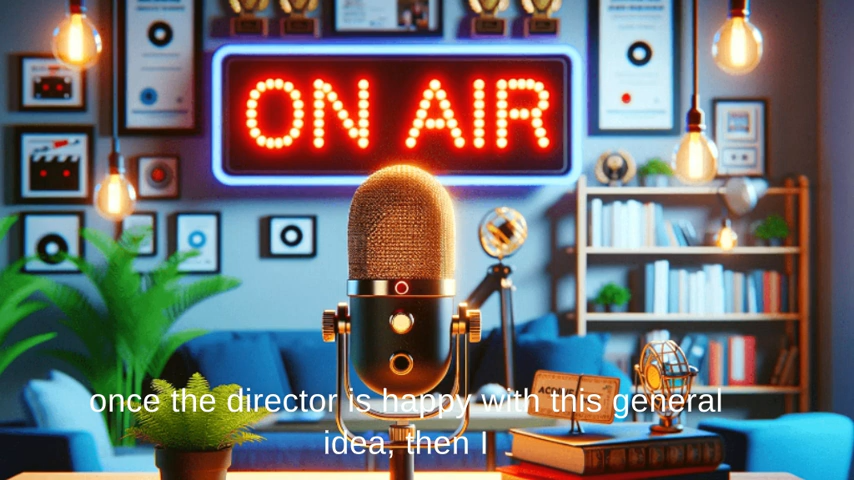 ON AIR
once the director is happy with this general
idea, then I